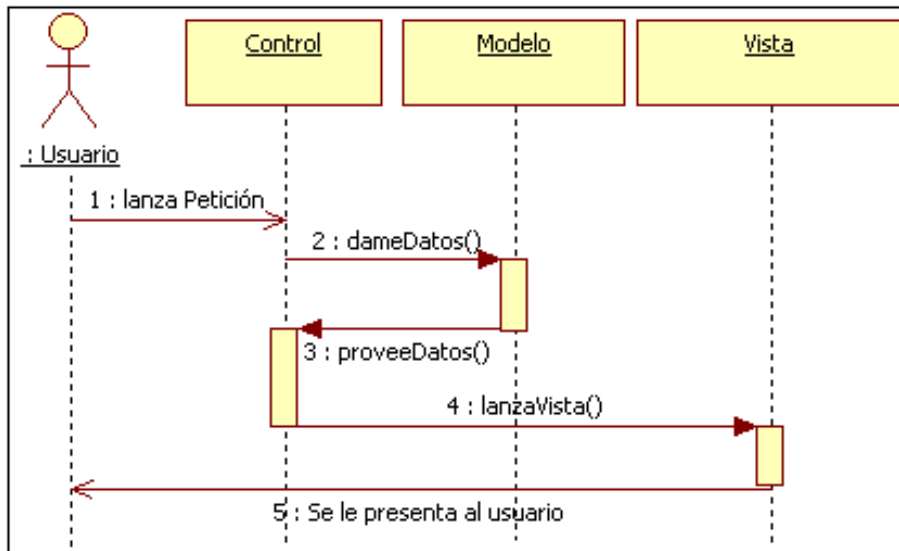 Control
Modelo
Vista
: Usuario
1 : lanza Petición
2 : dameDatos()
3 : proveeDatos()
4 : lanzaVista()
5 : Se le presenta al usuario